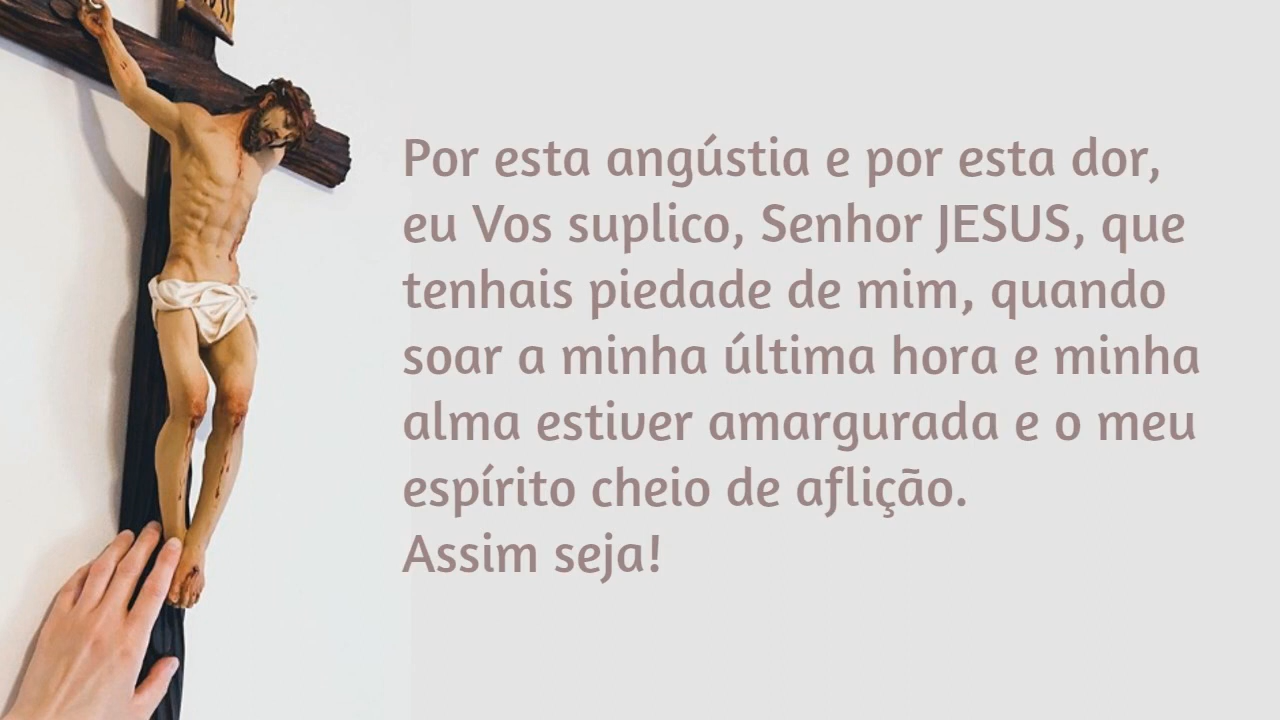 Por esta angústia e por esta dor,
eu Vos suplico, Senhor JESUS, que
tenhais piedade de mim, quando
soar a minha última hora e minha
alma estiver amargurada e o meu
espírito cheio de aflição.
Assim seja!